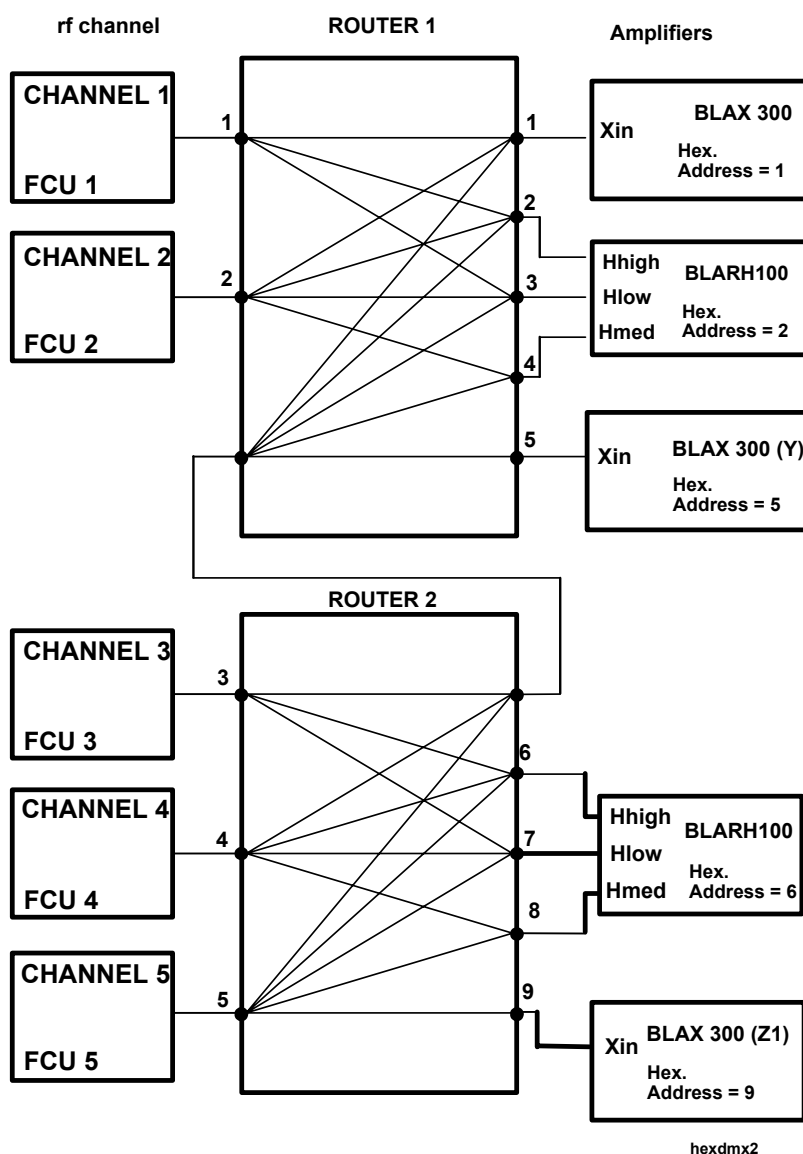 rf channel
ROUTER 1
Amplifiers
CHANNEL 1
FCU 1
1
1
Xin
BLAX 300
Hex.
Address = 1
2
CHANNEL 2
FCU 2
2
3
4
Hhigh
Hlow
Hmed
BLARH100
Hex.
Address = 2
5
Xin
BLAX 300 (Y)
Hex.
Address = 5
ROUTER 2
CHANNEL 3
FCU 3
3
6
CHANNEL 4
FCU 4
4
7
8
Hhigh
Hlow
Hmed
BLARH100
Hex.
Address = 6
CHANNEL 5
FCU 5
5
9
Xin
BLAX 300 (Z1)
Hex.
Address = 9
hexdmx2